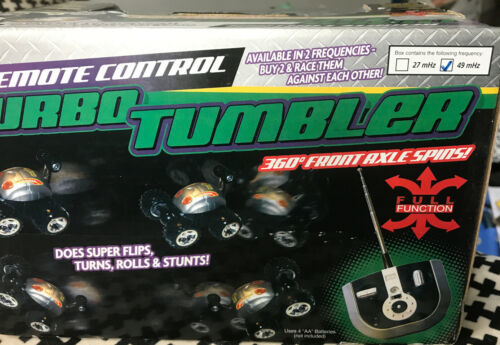 EMOTE CONTROL
AVAILABLE IN 2 FREQUENCIES -
BUY 2 & RACE THEM
AGAINST EACH OTHER!
Box contains the following frequency:
27 mHz
49 mHz
URBO TUMBLER
360° FRONT AXLE SPINS!
FULL
FUNCTION
DOES SUPER FLIPS,
TURNS, ROLLS & STUNTS!
Uses 4 "AA" Batteries
(not included)